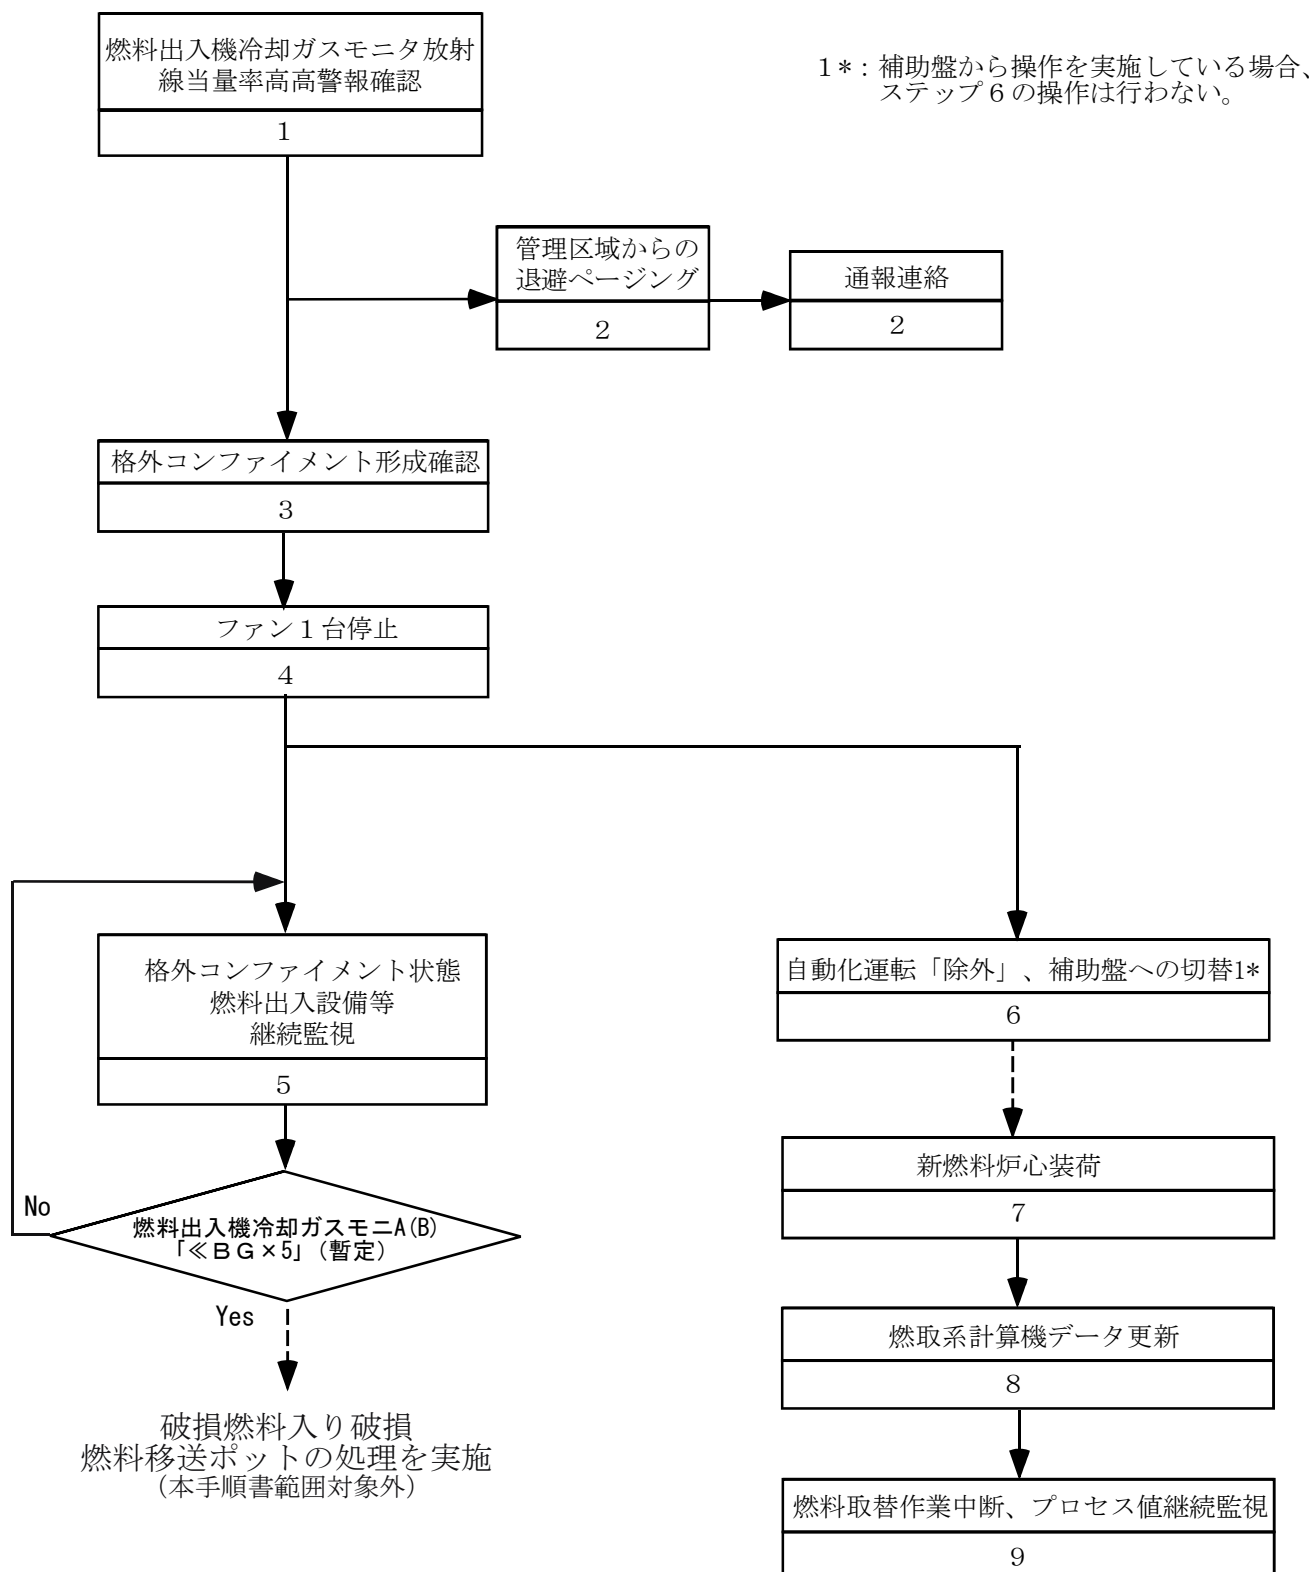 燃料出入機冷却ガスモニタ放射
線当量率高高警報確認
1
1*：補助盤から操作を実施している場合、
ステップ６の操作は行わない。
管理区域からの
退避ページング
2
通報連絡
2
格外コンファイメント形成確認
3
ファン１台停止
4
格外コンファイメント状態
燃料出入設備等
継続監視
5
No
燃料出入機冷却ガスモニA(B)
「≪ＢＧ×5」（暫定）
Yes
破損燃料入り破損
燃料移送ポットの処理を実施
（本手順書範囲対象外）
自動化運転「除外」、補助盤への切替1*
6
新燃料炉心装荷
7
燃取系計算機データ更新
8
燃料取替作業中断、プロセス値継続監視
9